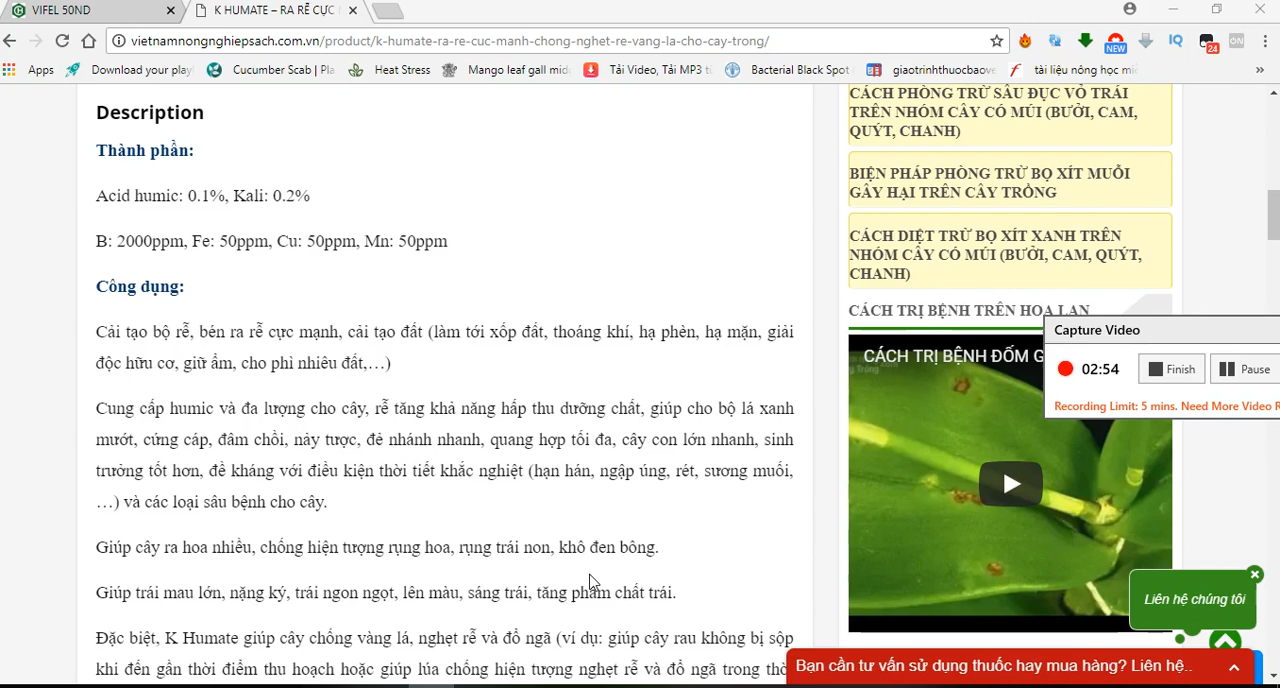 VIFEL 50ND
K HUMATE – RA RỄ CỰC
vietnamnongnghiepsach.com.vn/product/k-humate-ra-re-cuc-manh-chong-nghet-re-vang-la-cho-cay-trong/
NEW
IQ
24
ON
Apps
Download your play
Cucumber Scab | Pla
Heat Stress
Mango leaf gall mid
Tải Video, Tải MP3 t
Bacterial Black Spot
giaotrinhthuocbaove
tài liệu nông học mi
»
Description
Thành phần:
Acid humic: 0.1%, Kali: 0.2%
B: 2000ppm, Fe: 50ppm, Cu: 50ppm, Mn: 50ppm
Công dụng:
Cải tạo bộ rễ, bén ra rễ cực mạnh, cải tạo đất (làm tới xốp đất, thoáng khí, hạ phèn, hạ mặn, giải
độc hữu cơ, giữ ẩm, cho phì nhiêu đất,…)
Cung cấp humic và đa lượng cho cây, rễ tăng khả năng hấp thu dưỡng chất, giúp cho bộ lá xanh
mướt, cứng cáp, đâm chồi, nảy tược, đẻ nhánh nhanh, quang hợp tối đa, cây con lớn nhanh, sinh
trưởng tốt hơn, đề kháng với điều kiện thời tiết khắc nghiệt (hạn hán, ngập úng, rét, sương muối,
…) và các loại sâu bệnh cho cây.
Giúp cây ra hoa nhiều, chống hiện tượng rụng hoa, rụng trái non, khô đen bông.
Giúp trái mau lớn, nặng ký, trái ngon ngọt, lên màu, sáng trái, tăng phẩm chất trái.
Đặc biệt, K Humate giúp cây chống vàng lá, nghẹt rễ và đổ ngã (ví dụ: giúp cây rau không bị sộp
khi đến gần thời điểm thu hoạch hoặc giúp lúa chống hiện tượng nghẹt rễ và đổ ngã trong thờ
CÁCH PHÒNG TRỪ SÂU ĐỤC VỎ TRÁI
TRÊN NHÓM CÂY CÓ MÚI (BƯỞI, CAM,
QUÝT, CHANH)
BIỆN PHÁP PHÒNG TRỪ BỌ XÍT MUỖI
GÂY HẠI TRÊN CÂY TRỒNG
CÁCH DIỆT TRỪ BỌ XÍT XANH TRÊN
NHÓM CÂY CÓ MÚI (BƯỞI, CAM, QUÝT,
CHANH)
CÁCH TRỊ BỆNH TRÊN HOA LAN
CÁCH TRỊ BỆNH ĐỐM G
Capture Video
02:54
Finish
Pause
Recording Limit: 5 mins. Need More Video R
Liên hệ chúng tôi
Bạn cần tư vấn sử dụng thuốc hay mua hàng? Liên hệ..